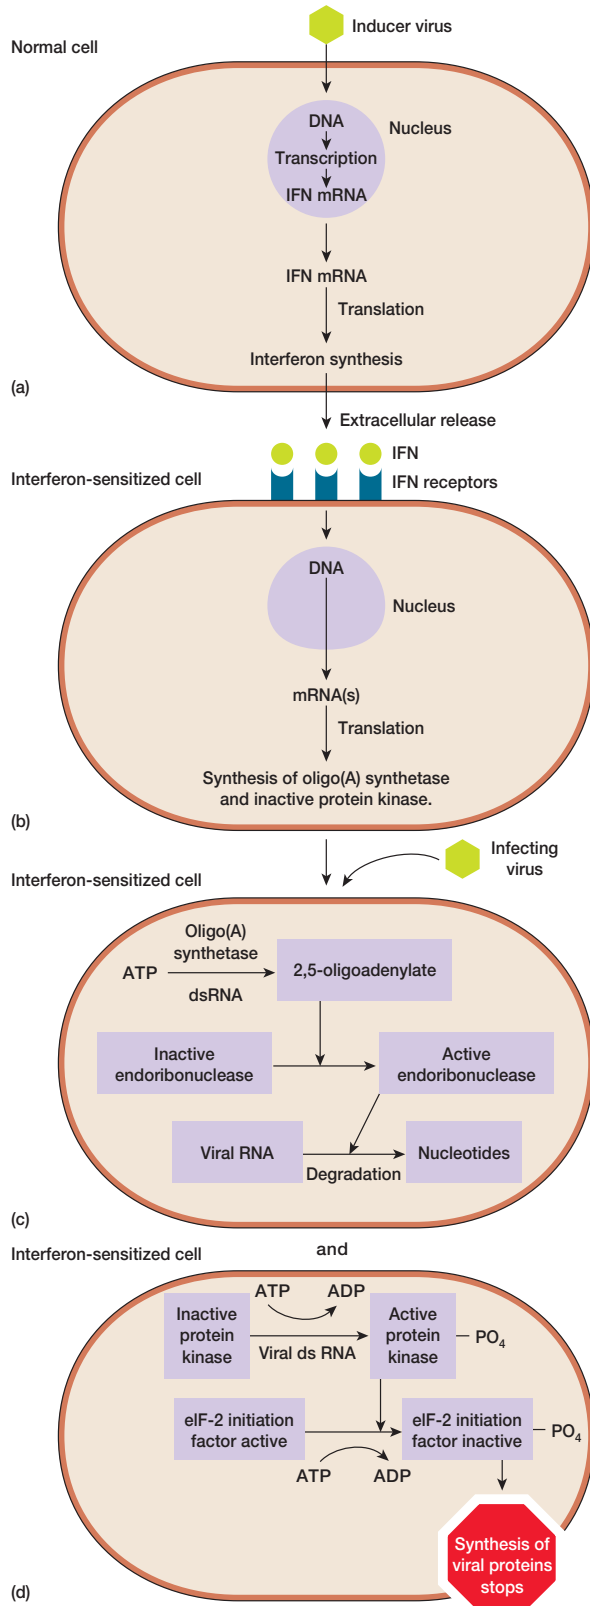 Inducer virus
Normal cell
DNA
Nucleus
Transcription
IFN mRNA
IFN mRNA
Translation
Interferon synthesis
(a)
Extracellular release
IFN
Interferon-sensitized cell
IFN receptors
DNA
Nucleus
mRNA(s)
Translation
Synthesis of oligo(A) synthetase
and inactive protein kinase.
(b)
Infecting
virus
Interferon-sensitized cell
Oligo(A)
synthetase
ATP
2,5-oligoadenylate
dsRNA
Inactive
endoribonuclease
Active
endoribonuclease
Viral RNA
Nucleotides
Degradation
(c)
Interferon-sensitized cell
and
ATP
ADP
Inactive
protein
kinase
Active
protein
kinase
PO₄
Viral ds RNA
eIF-2 initiation
factor active
eIF-2 initiation
factor inactive
PO₄
ATP
ADP
Synthesis of
viral proteins
stops
(d)